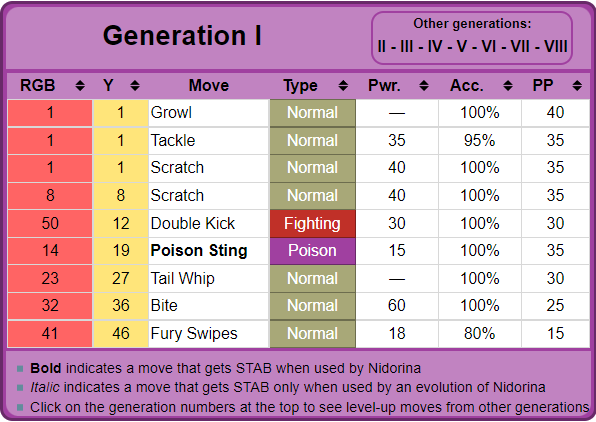 Generation I
Other generations:
II - III - IV - V - VI - VII - VIII
RGB Y Move Type Pwr. Acc. PP
1 1 Growl Normal — 100% 40
1 1 Tackle Normal 35 95% 35
1 1 Scratch Normal 40 100% 35
8 8 Scratch Normal 40 100% 35
50 12 Double Kick Fighting 30 100% 30
14 19 Poison Sting Poison 15 100% 35
23 27 Tail Whip Normal — 100% 30
32 36 Bite Normal 60 100% 25
41 46 Fury Swipes Normal 18 80% 15
Bold indicates a move that gets STAB when used by Nidorina
Italic indicates a move that gets STAB only when used by an evolution of Nidorina
Click on the generation numbers at the top to see level-up moves from other generations